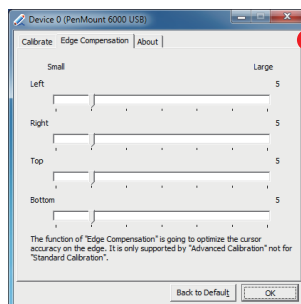 Device 0 (PenMount 6000 USB)
Calibrate Edge Compensation About
Small Large
Left 5
Right 5
Top 5
Bottom 5
The function of "Edge Compensation" is going to optimize the cursor
accuracy on the edge. It is only supported by "Advanced Calibration" not for
"Standard Calibration".
Back to Default OK